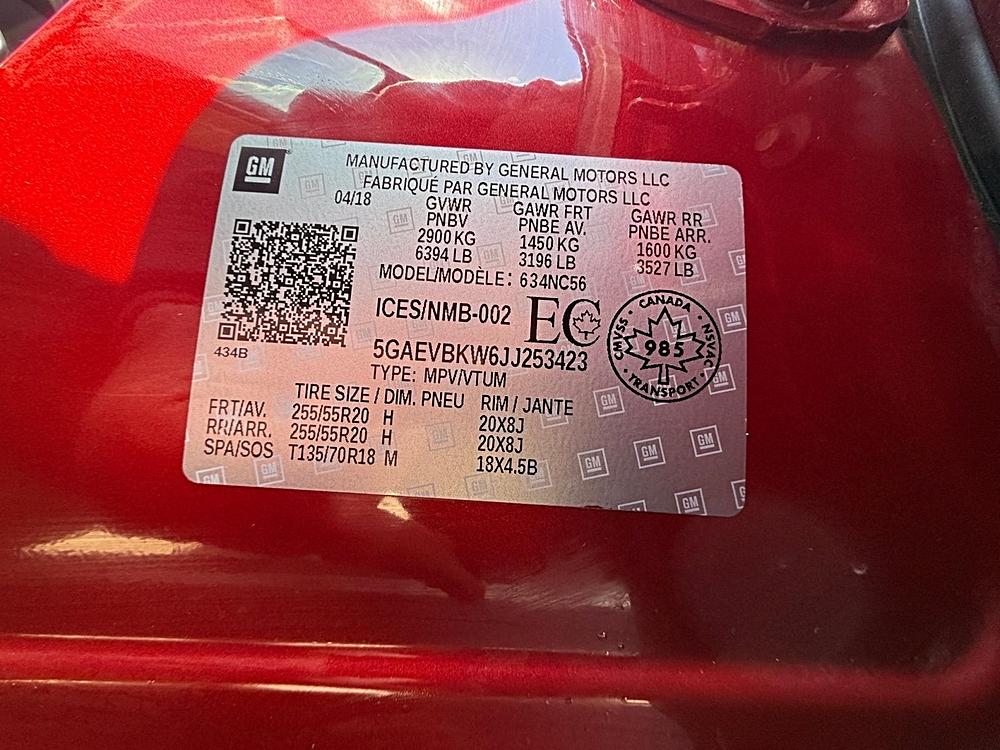 GM
MANUFACTURED BY GENERAL MOTORS LLC
FABRIQUÉ PAR GENERAL MOTORS LLC
04/18 GVWR GAWR FRT GAWR RR
PNBV PNBE AV. PNBE ARR.
2900 KG 1450 KG 1600 KG
6394 LB 3196 LB 3527 LB
MODEL/MODÈLE: 634NC56
ICES/NMB-002 EC
CANADA
CMVSS · NSVAC
985
TRANSPORT
434B
5GAEVBKW6JJ253423
TYPE: MPV/VTUM
TIRE SIZE / DIM. PNEU RIM / JANTE
FRT/AV. 255/55R20 H 20X8J
RR/ARR. 255/55R20 H 20X8J
SPA/SOS T135/70R18 M 18X4.5B